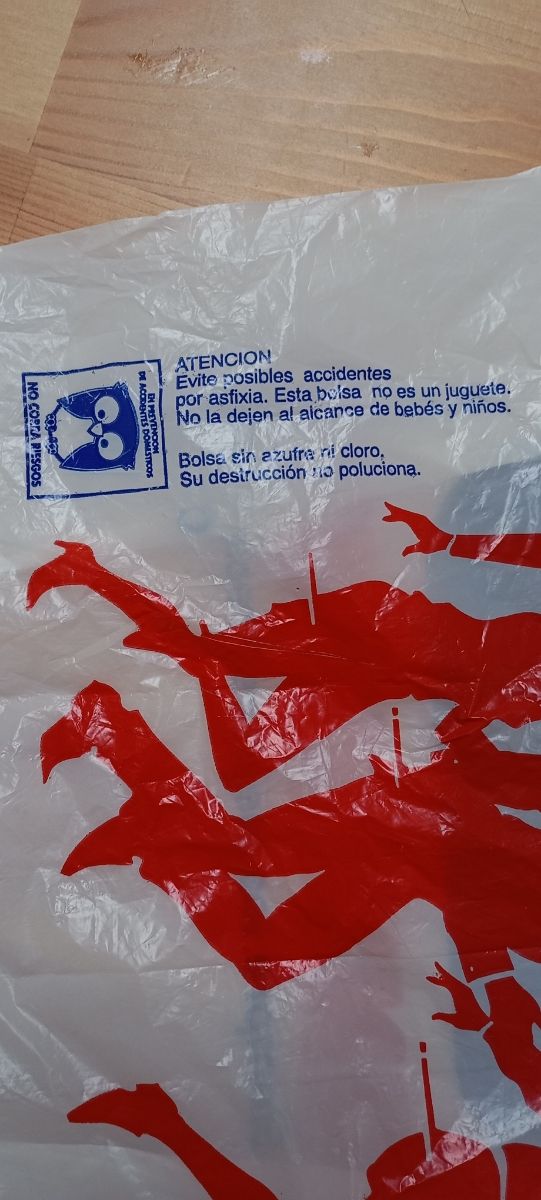 ATENCION
Evite posibles accidentes
por asfixia. Esta bolsa no es un juguete.
No la dejen al alcance de bebés y niños.
Bolsa sin azufre ni cloro.
Su destrucción no poluciona.
EN PREVENCION
DE ACCIDENTES DOMESTICOS
NO CORRA RIESGOS